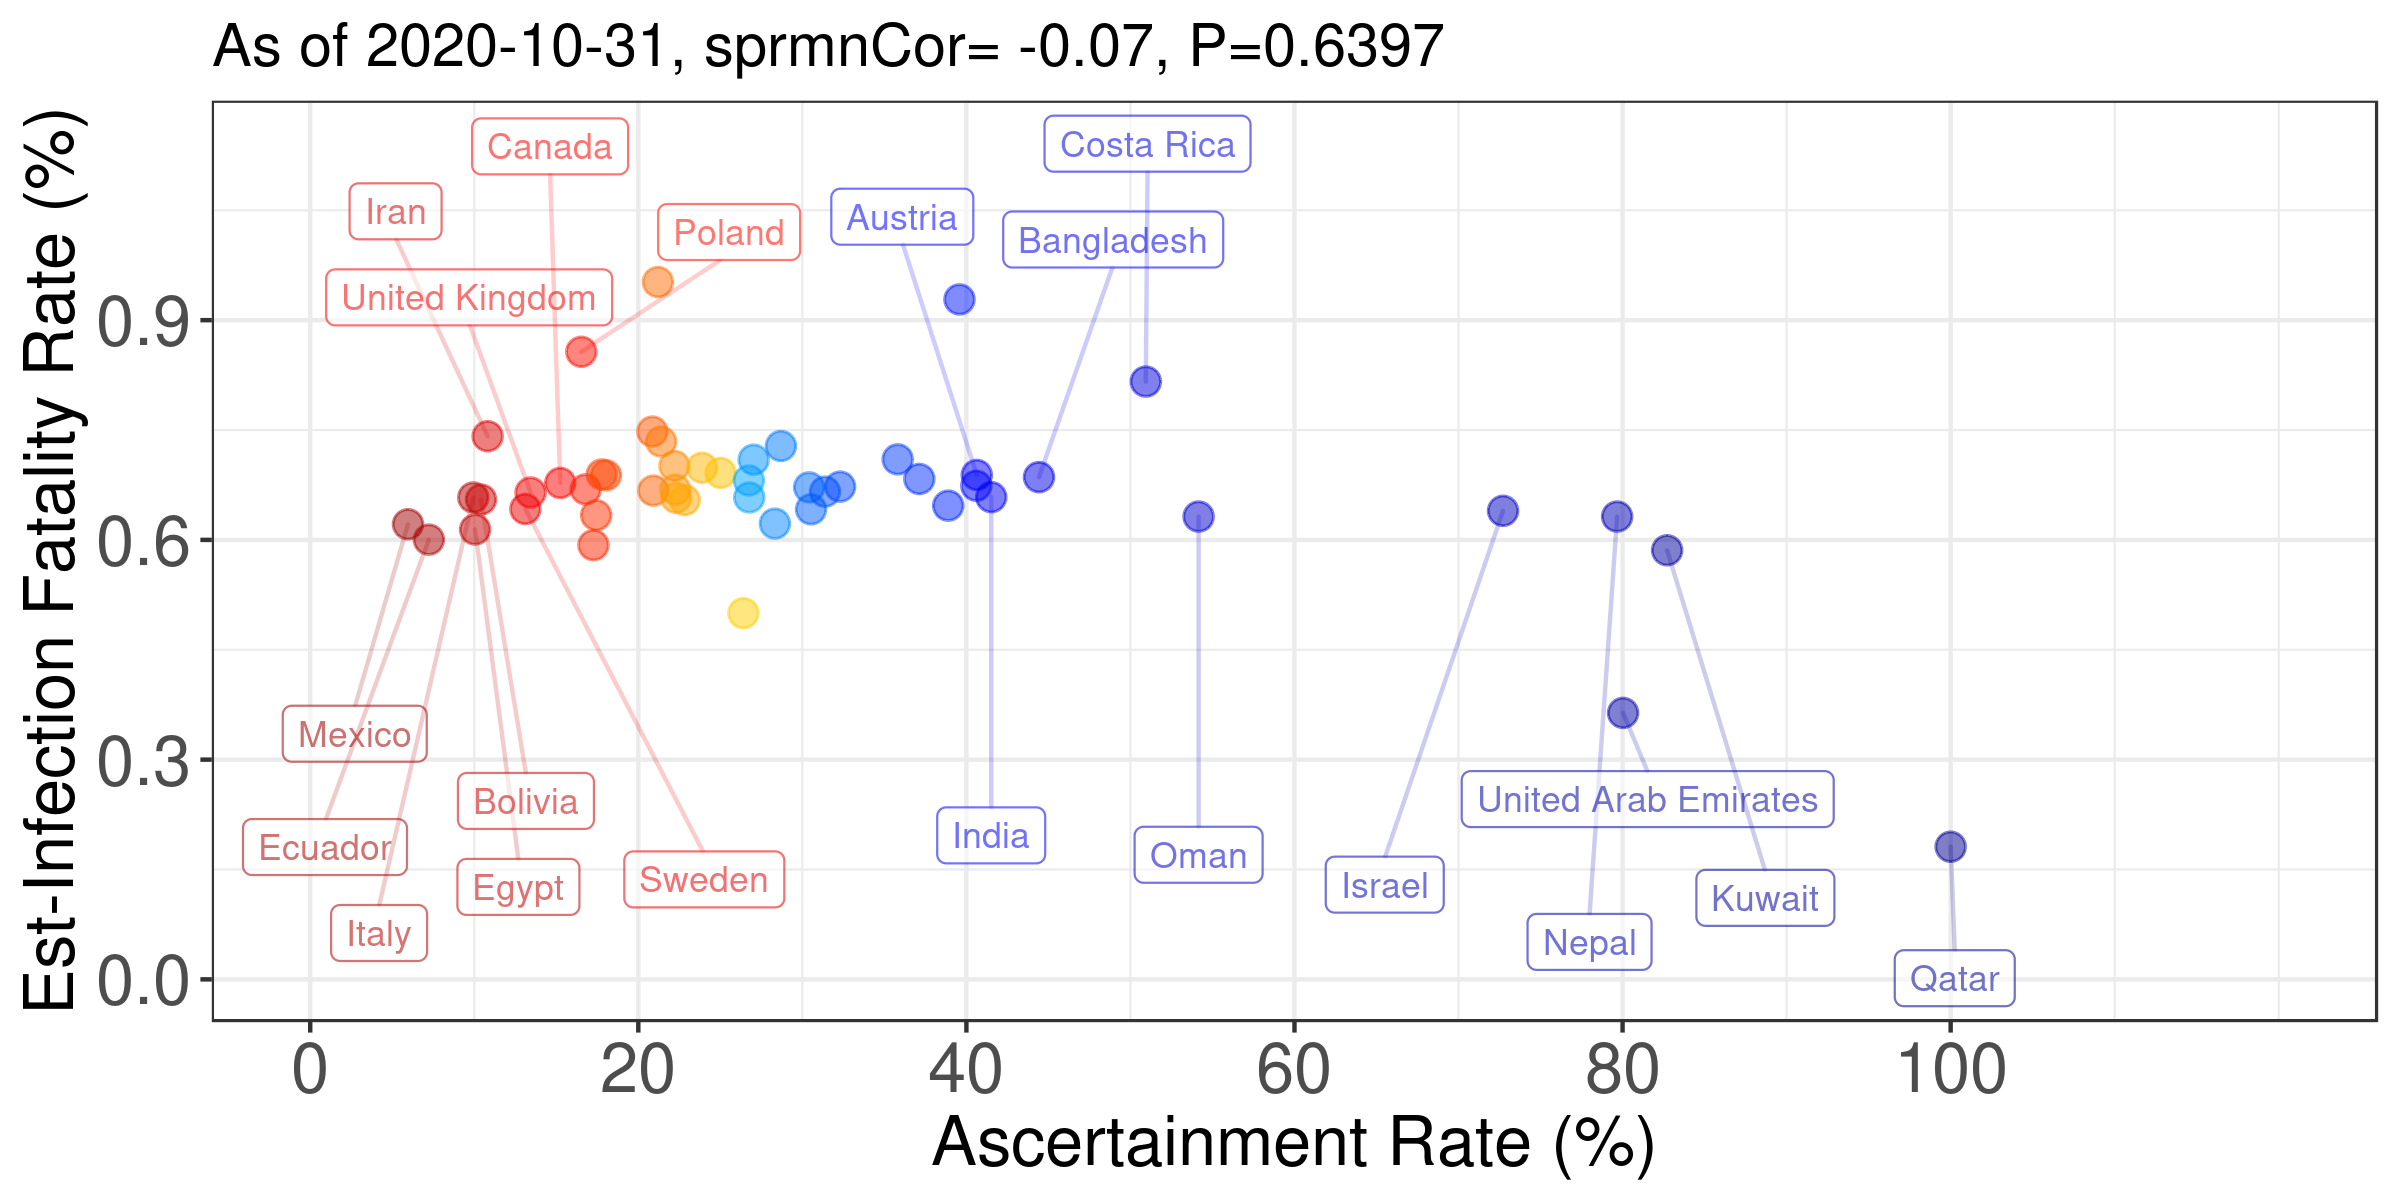 As of 2020-10-31, sprmnCor= -0.07, P=0.6397
Est-Infection Fatality Rate (%)
0.9
0.6
0.3
0.0
Canada
Costa Rica
Iran
Austria
Poland
Bangladesh
United Kingdom
Mexico
Bolivia
United Arab Emirates
India
Ecuador
Oman
Sweden
Israel
Egypt
Kuwait
Italy
Nepal
Qatar
0 20 40 60 80 100
Ascertainment Rate (%)